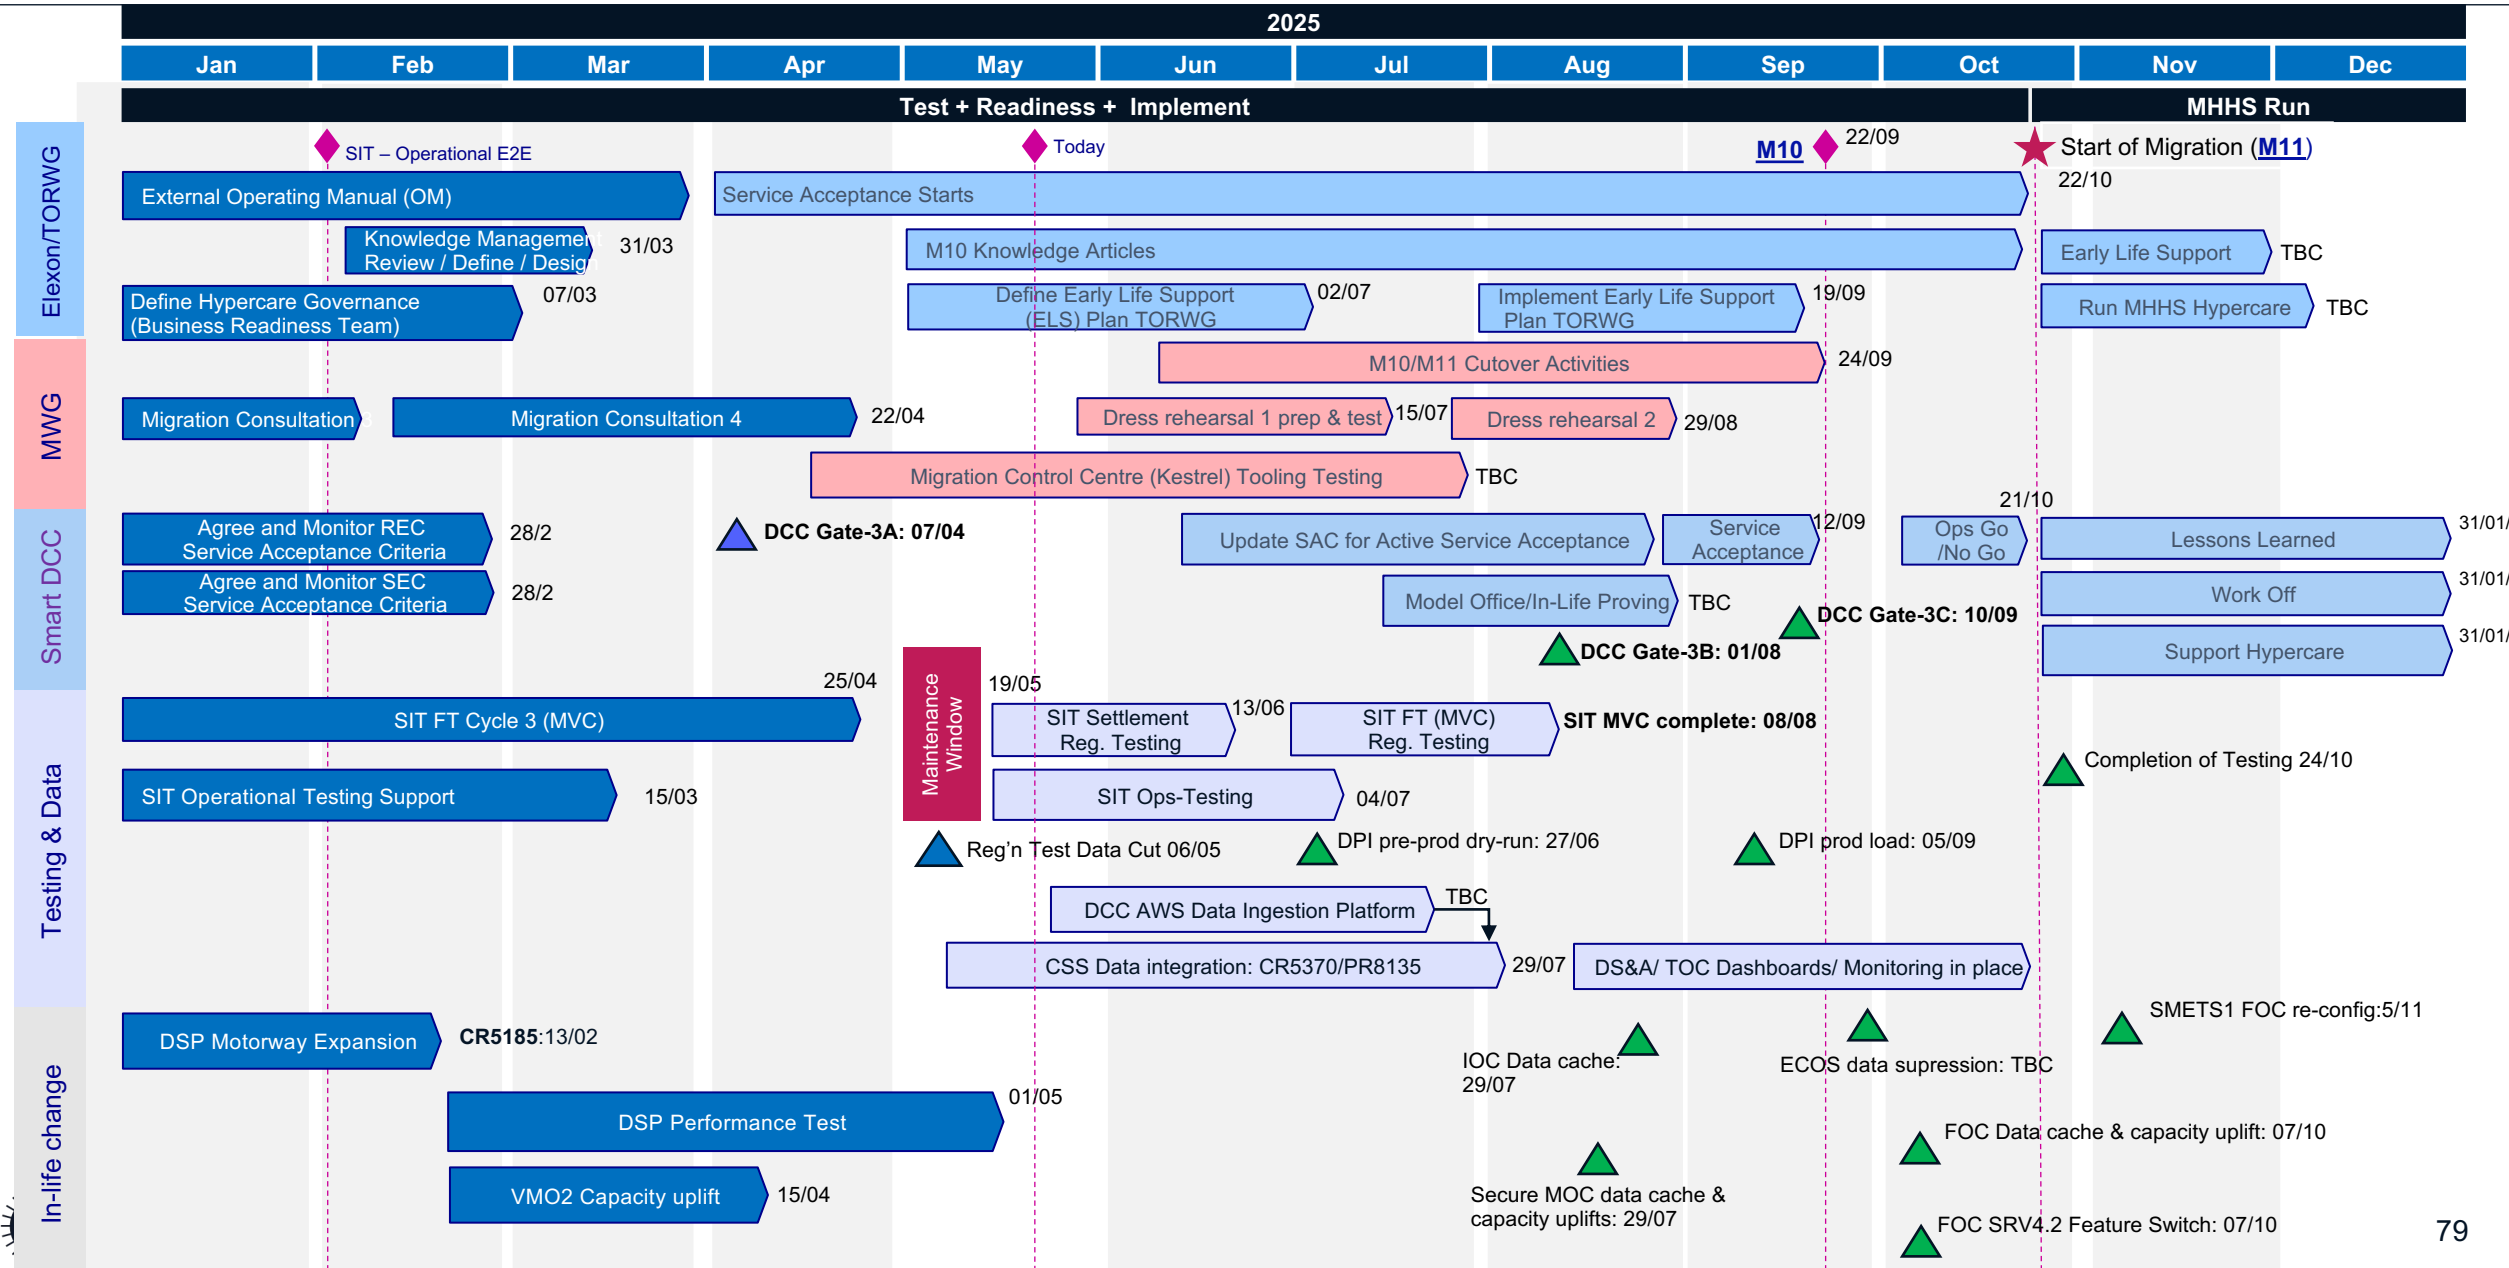 2025
Jan Feb Mar Apr May Jun Jul Aug Sep Oct Nov Dec
Test + Readiness + Implement
MHHS Run
Elexon/TORWG
SIT – Operational E2E
Today
M10
22/09
Start of Migration (M11)
22/10
External Operating Manual (OM)
Service Acceptance Starts
Knowledge Management
Review / Define / Design
31/03
M10 Knowledge Articles
Early Life Support
TBC
Define Hypercare Governance
(Business Readiness Team)
07/03
Define Early Life Support
(ELS) Plan TORWG
02/07
Implement Early Life Support
Plan TORWG
19/09
Run MHHS Hypercare
TBC
MWG
M10/M11 Cutover Activities
24/09
Migration Consultation 3
Migration Consultation 4
22/04
Dress rehearsal 1 prep & test
15/07
Dress rehearsal 2
29/08
Migration Control Centre (Kestrel) Tooling Testing
TBC
Smart DCC
Agree and Monitor REC
Service Acceptance Criteria
28/2
DCC Gate-3A: 07/04
Update SAC for Active Service Acceptance
Service
Acceptance
12/09
Ops Go
/No Go
21/10
Lessons Learned
31/01/
Agree and Monitor SEC
Service Acceptance Criteria
28/2
Model Office/In-Life Proving
TBC
DCC Gate-3C: 10/09
Work Off
31/01/
DCC Gate-3B: 01/08
Support Hypercare
31/01/
Testing & Data
SIT FT Cycle 3 (MVC)
25/04
Maintenance
Window
19/05
SIT Settlement
Reg. Testing
13/06
SIT FT (MVC)
Reg. Testing
SIT MVC complete: 08/08
Completion of Testing 24/10
SIT Operational Testing Support
15/03
SIT Ops-Testing
04/07
Reg'n Test Data Cut 06/05
DPI pre-prod dry-run: 27/06
DPI prod load: 05/09
DCC AWS Data Ingestion Platform
TBC
CSS Data integration: CR5370/PR8135
29/07
DS&A/ TOC Dashboards/ Monitoring in place
In-life change
DSP Motorway Expansion
CR5185:13/02
IOC Data cache:
29/07
ECOS data supression: TBC
SMETS1 FOC re-config:5/11
DSP Performance Test
01/05
FOC Data cache & capacity uplift: 07/10
VMO2 Capacity uplift
15/04
Secure MOC data cache &
capacity uplifts: 29/07
FOC SRV4.2 Feature Switch: 07/10
79